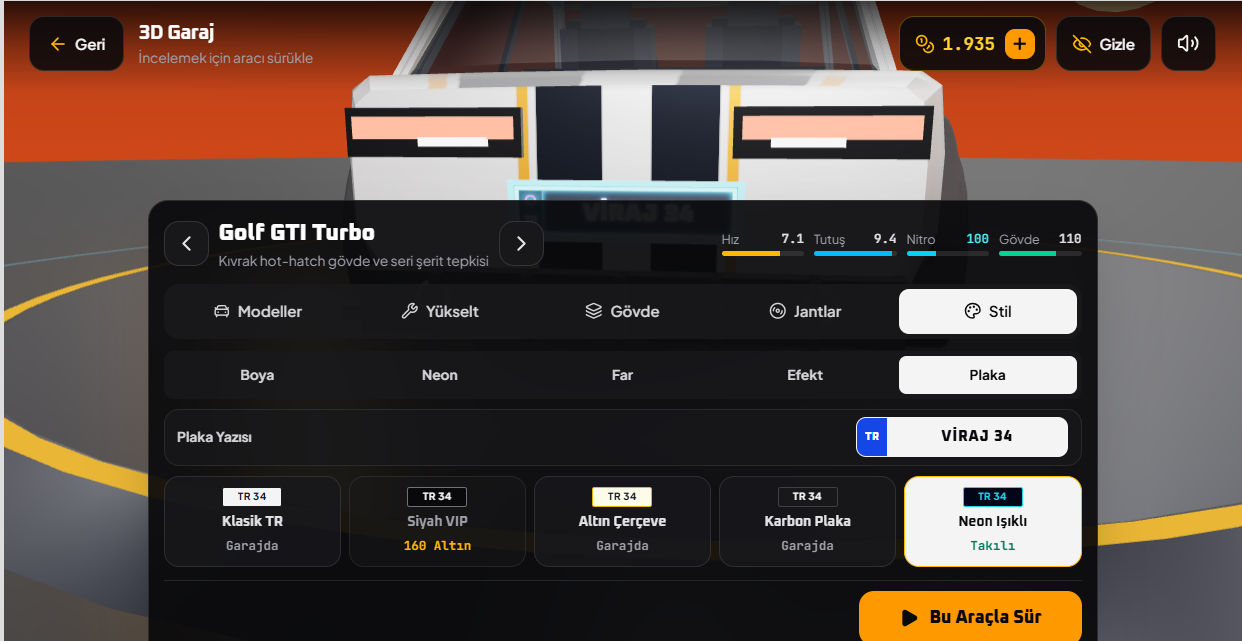 Geri
3D Garaj
İncelemek için aracı sürükle
1.935
Gizle
VİRAJ 34
Golf GTI Turbo
Kıvrak hot-hatch gövde ve seri şerit tepkisi
Hız 7.1 Tutuş 9.4 Nitro 100 Gövde 110
Modeller Yükselt Gövde Jantlar Stil
Boya Neon Far Efekt Plaka
Plaka Yazısı TR VİRAJ 34
TR 34 TR 34 TR 34 TR 34 TR 34
Klasik TR Siyah VIP Altın Çerçeve Karbon Plaka Neon Işıklı
Garajda 160 Altın Garajda Garajda Takılı
Bu Araçla Sür